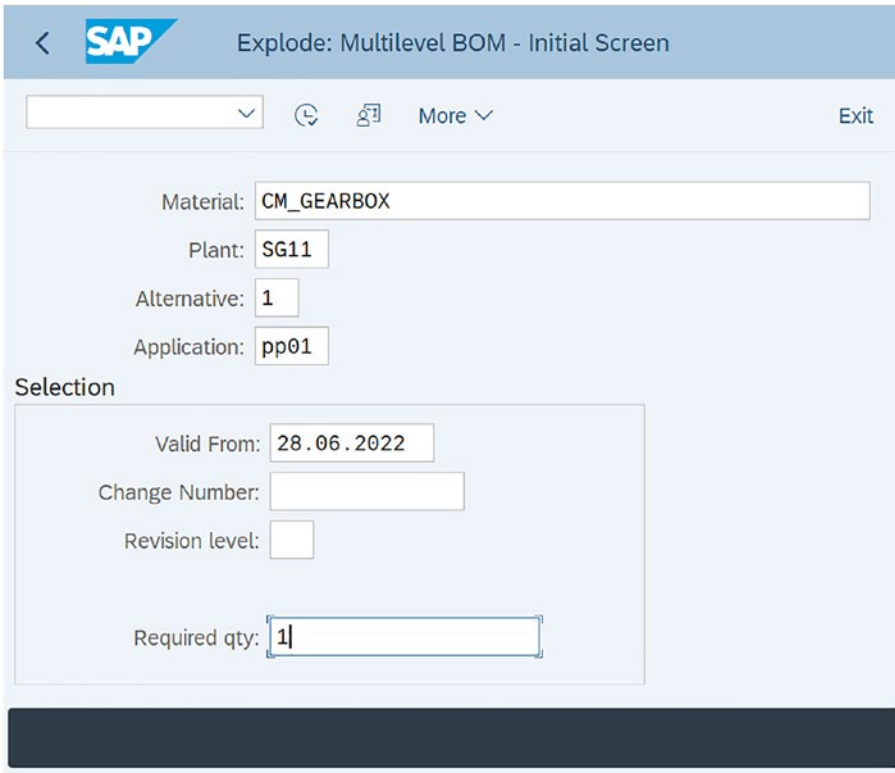 SAP Explode: Multilevel BOM - Initial Screen
More Exit
Material: CM_GEARBOX
Plant: SG11
Alternative: 1
Application: pp01
Selection
Valid From: 28.06.2022
Change Number:
Revision level:
Required qty: 1